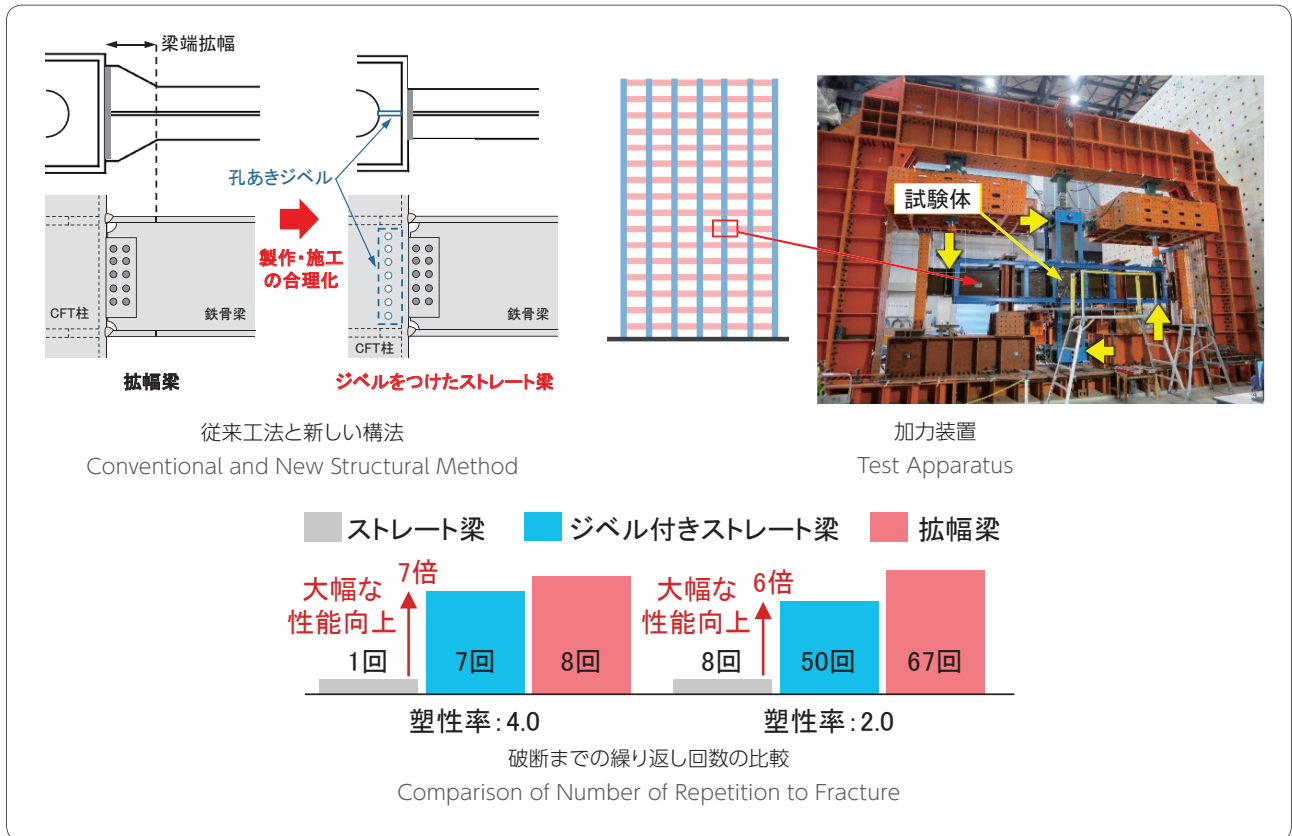 梁端拡幅
孔あきジベル
製作・施工
の合理化
CFT柱
鉄骨梁
CFT柱
鉄骨梁
拡幅梁
ジベルをつけたストレート梁
従来工法と新しい構法
Conventional and New Structural Method
試験体
加力装置
Test Apparatus
ストレート梁 ジベル付きストレート梁 拡幅梁
大幅な
性能向上
7倍
1回 7回 8回
塑性率:4.0
大幅な
性能向上
6倍
8回 50回 67回
塑性率:2.0
破断までの繰り返し回数の比較
Comparison of Number of Repetition to Fracture